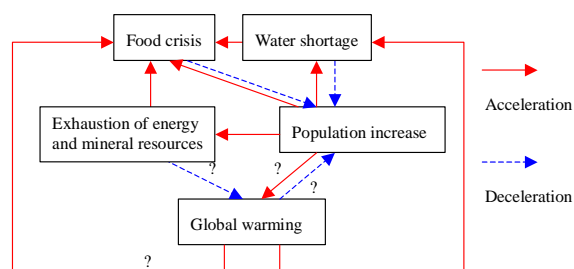 Food crisis
Water shortage
Acceleration
Exhaustion of energy
and mineral resources
Population increase
?
?
?
Deceleration
Global warming
?